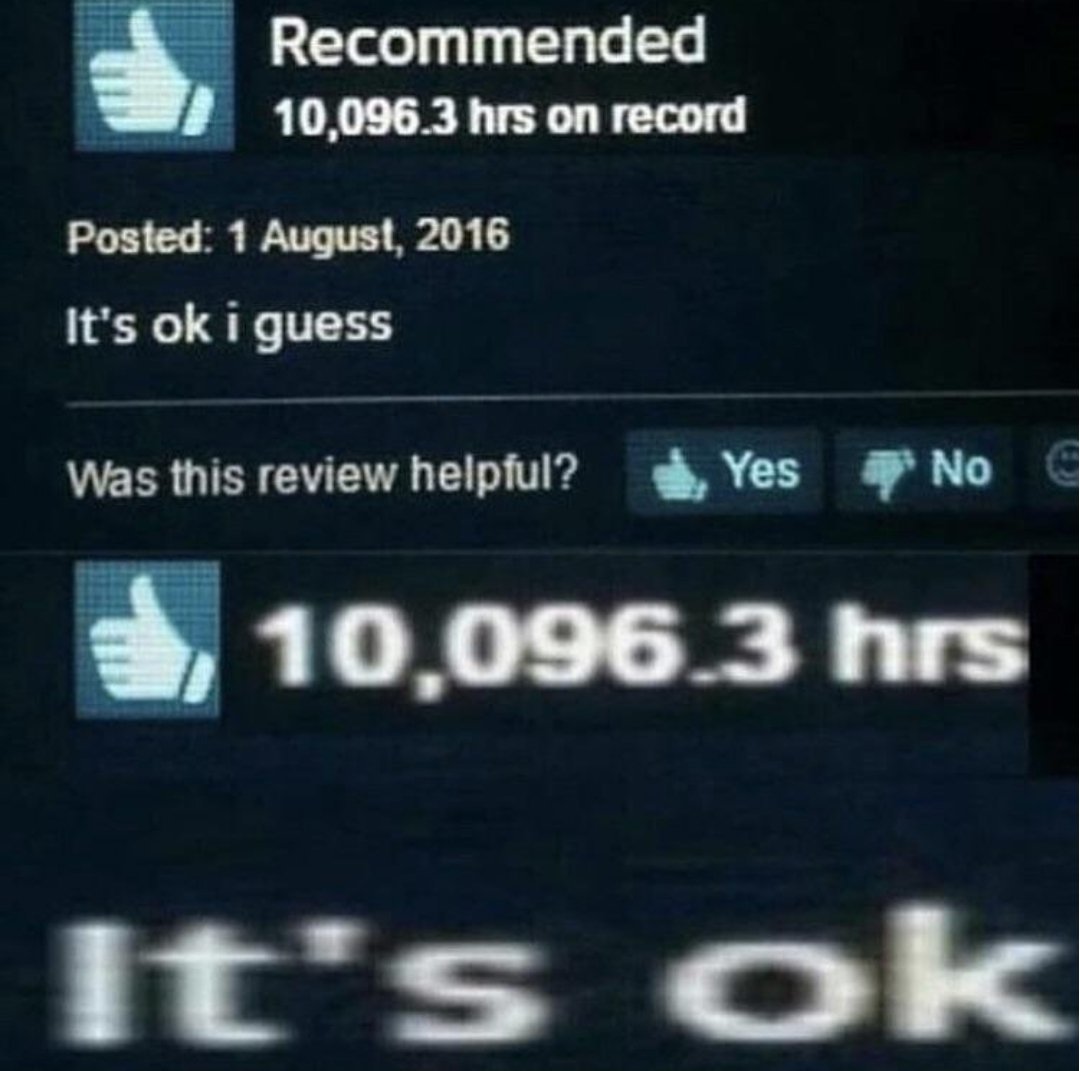 Recommended
10,096.3 hrs on record
Posted: 1 August, 2016
It's ok i guess
Was this review helpful? Yes No
10,096.3 hrs
It's ok